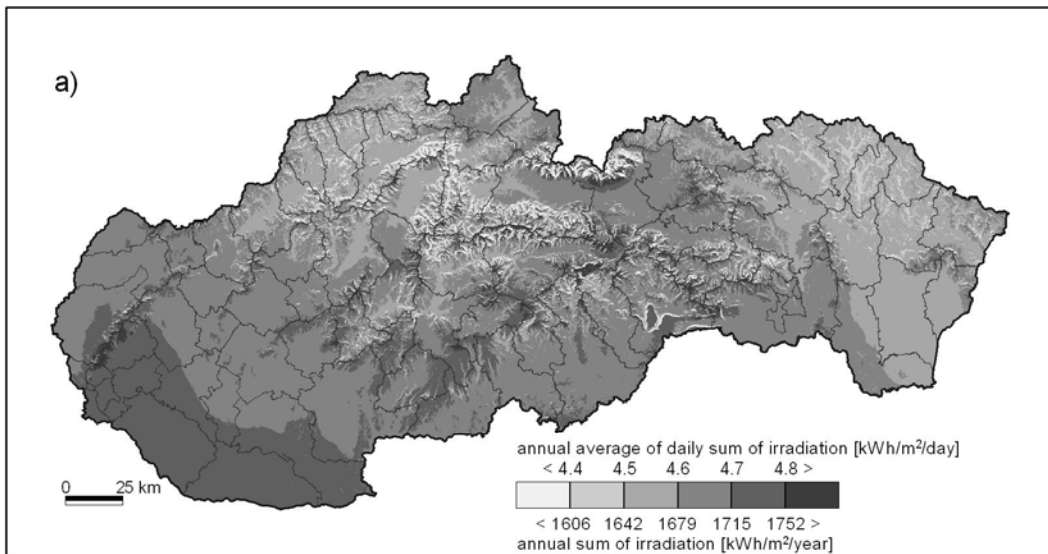 a)
annual average of daily sum of irradiation [kWh/m²/day]
< 4.4 4.5 4.6 4.7 4.8 >
0 25 km
< 1606 1642 1679 1715 1752 >
annual sum of irradiation [kWh/m²/year]